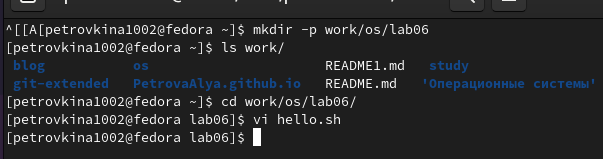 ^[[A[petrovkina1002@fedora ~]$ mkdir -p work/os/lab06
[petrovkina1002@fedora ~]$ ls work/
blog os README1.md study
git-extended PetrovaAlya.github.io README.md 'Операционные системы'
[petrovkina1002@fedora ~]$ cd work/os/lab06/
[petrovkina1002@fedora lab06]$ vi hello.sh
[petrovkina1002@fedora lab06]$